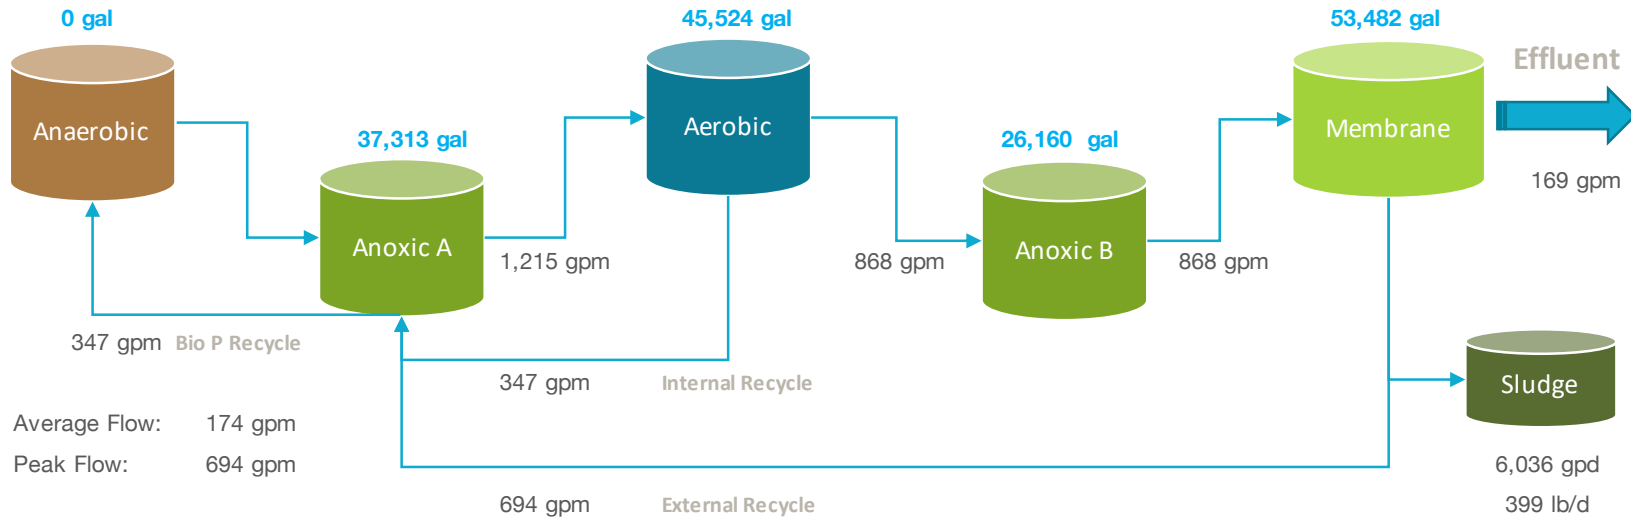 0 gal
45,524 gal
53,482 gal
Effluent
Anaerobic
Aerobic
Membrane
37,313 gal
26,160 gal
169 gpm
Anoxic A
Anoxic B
1,215 gpm
868 gpm
868 gpm
347 gpm Bio P Recycle
347 gpm Internal Recycle
Sludge
Average Flow: 174 gpm
Peak Flow: 694 gpm
6,036 gpd
694 gpm External Recycle
399 lb/d